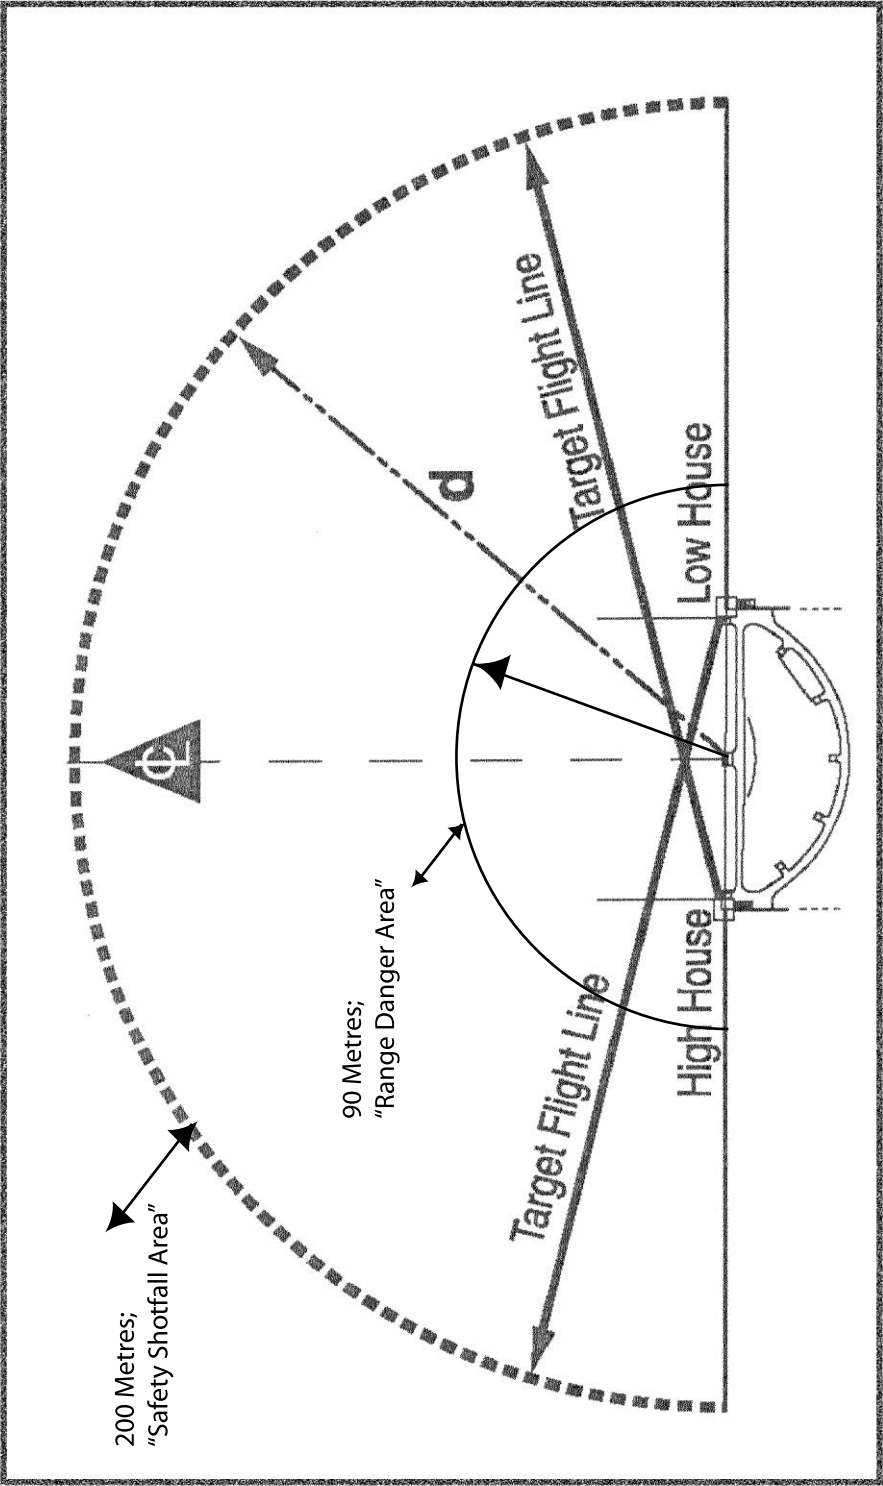 200 Metres;
“Safety Shotfall Area”
90 Metres;
“Range Danger Area”
CL
d
Target Flight Line
Target Flight Line
High House
Low House